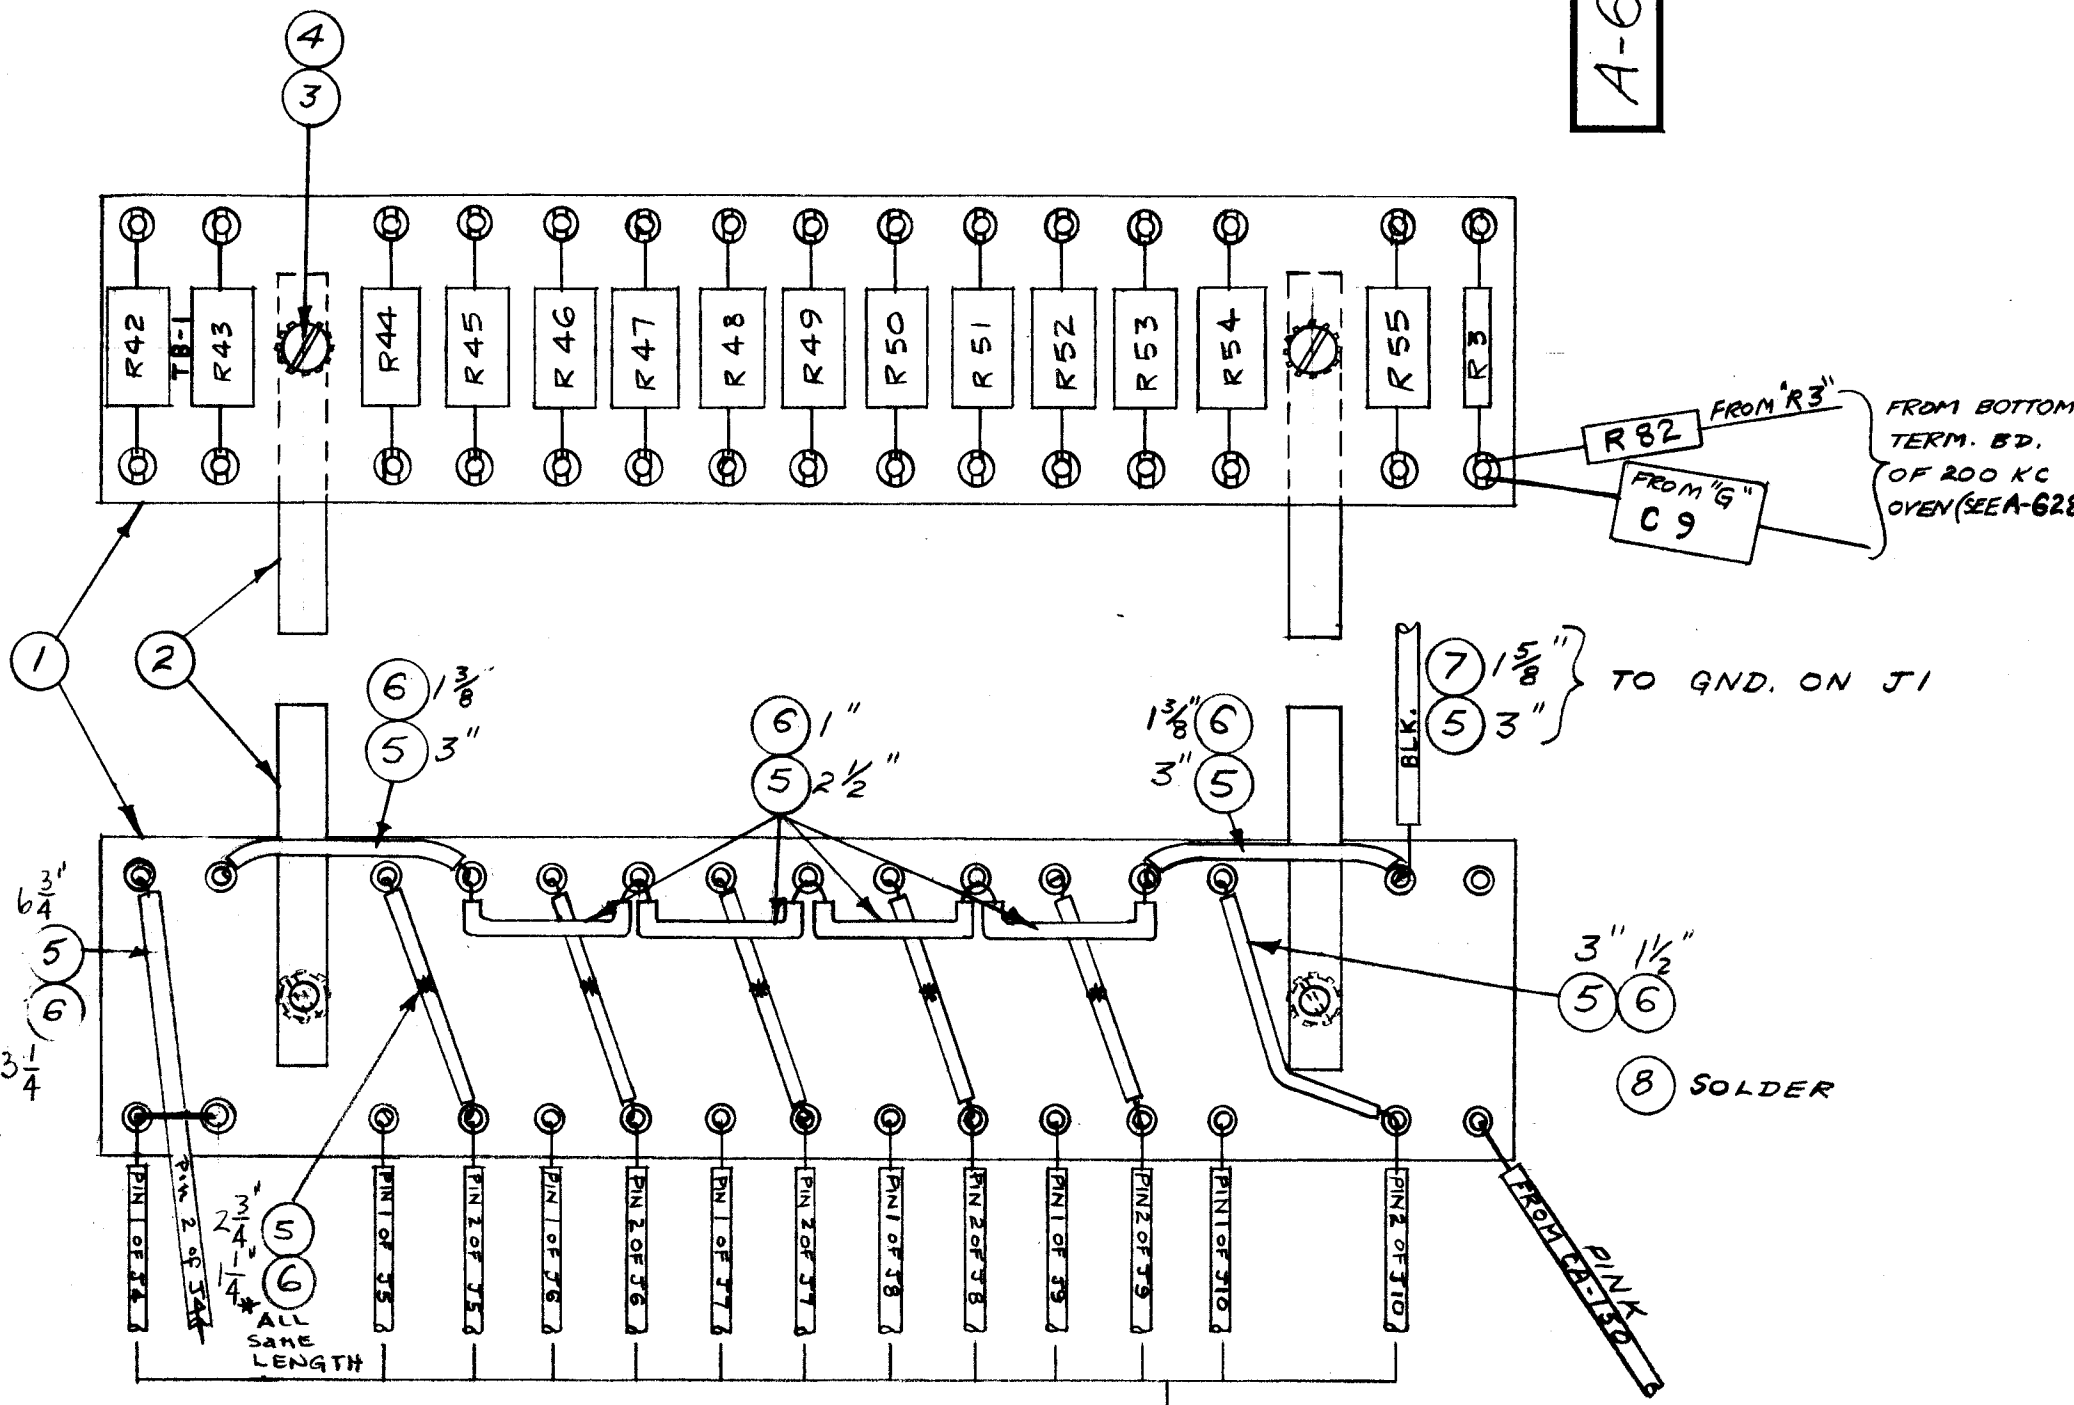 A-6
4
3
R42
TB-1
R43
R44
R45
R46
R47
R48
R49
R50
R51
R52
R53
R54
R55
R3
R 82
FROM "R3"
FROM "G"
C 9
FROM BOTTOM
TERM. BD.
OF 200 KC
OVEN (SEE A-628
1
2
6 1 3/8"
5 3"
6 1"
5 2 1/2"
1 3/8" 6
3" 5
BLK.
7 1 5/8"
5 3"
TO GND. ON J1
6 3/4"
5
6
3 1/4
3" 1 1/2"
5 6
8 SOLDER
2 3/4" 5
1 1/4" 6
* ALL
SAME
LENGTH
*
*
*
*
*
PIN 1 OF J4
Pin 2 of J4
PIN 1 OF J5
PIN 2 OF J5
PIN 1 OF J6
PIN 2 OF J6
PIN 1 OF J7
PIN 2 OF J7
PIN 1 OF J8
PIN 2 OF J8
PIN 1 OF J9
PIN 2 OF J9
PIN 1 OF J10
PIN 2 OF J10
PINK
FROM CA-130